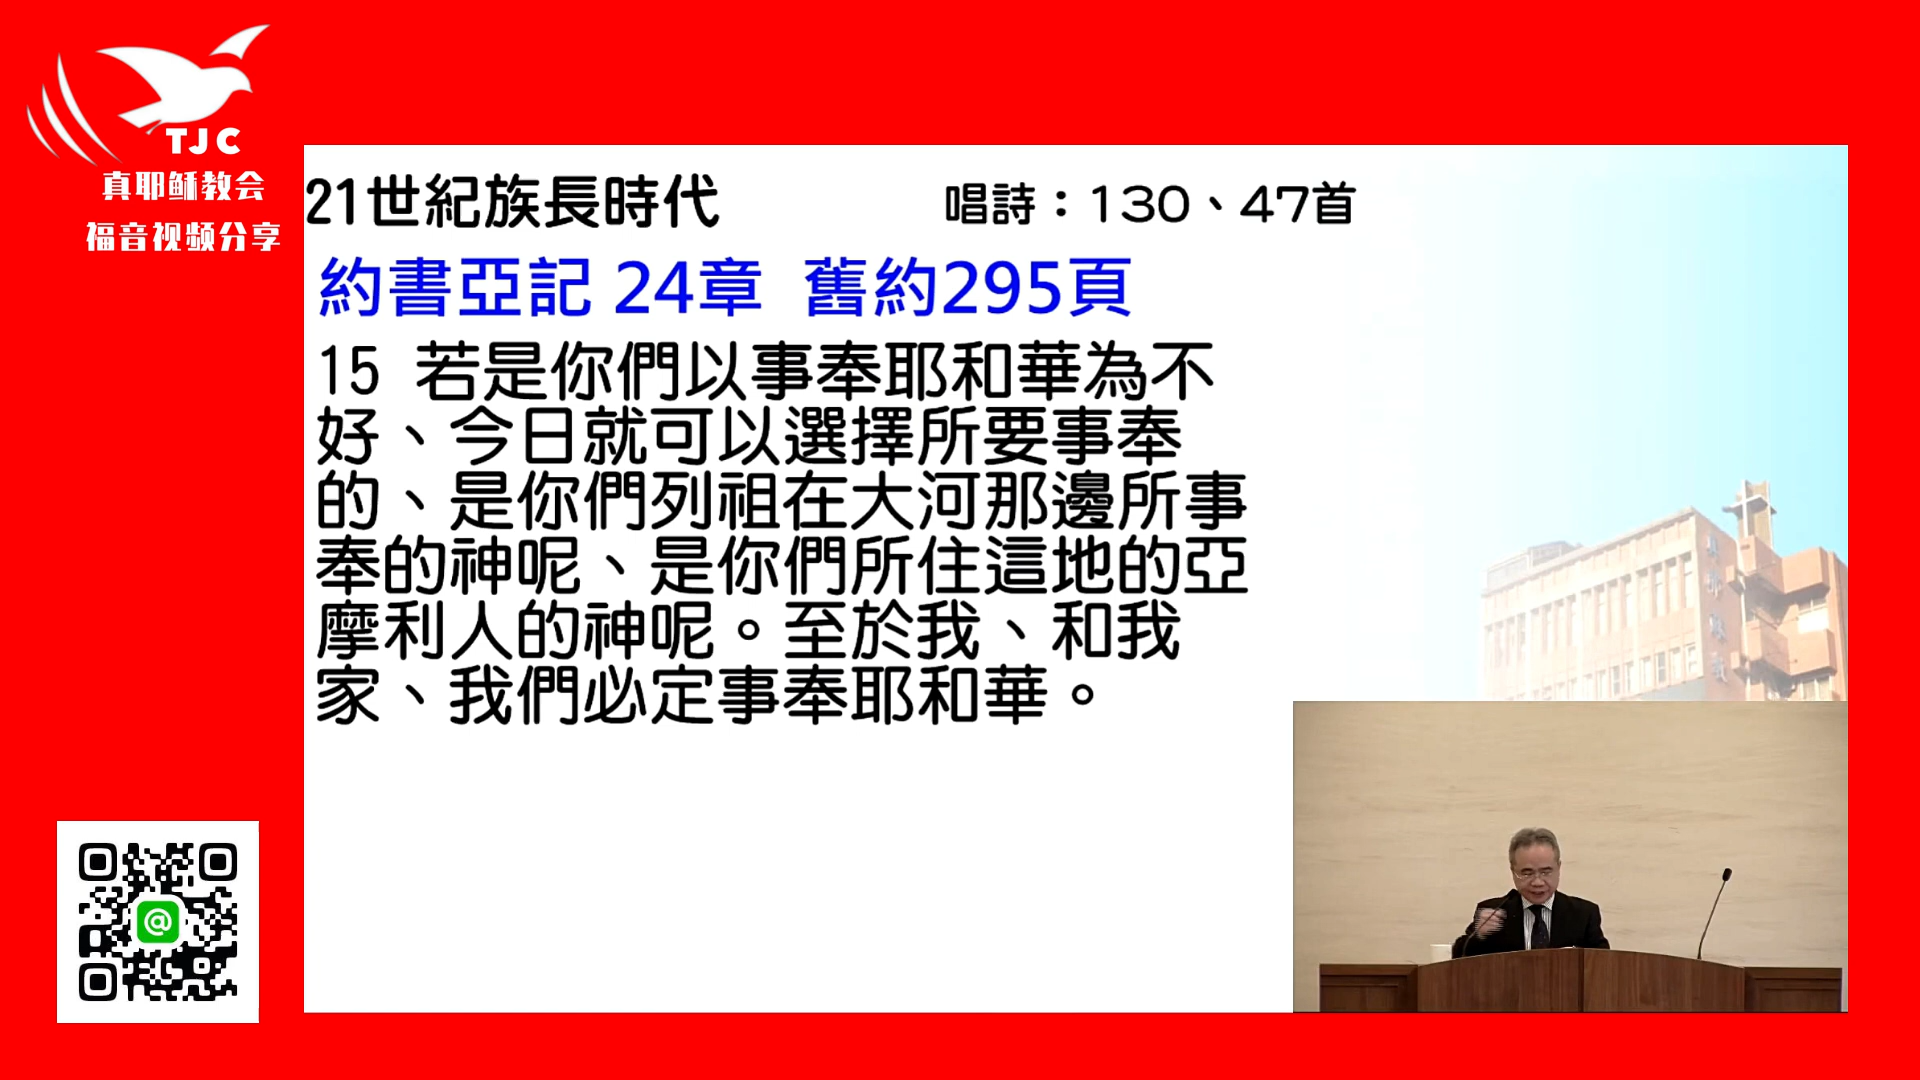 TJC
真耶稣教会
福音视频分享
21世紀族長時代
唱詩：130、47首
約書亞記 24章 舊約295頁
15 若是你們以事奉耶和華為不
好、今日就可以選擇所要事奉
的、是你們列祖在大河那邊所事
奉的神呢、是你們所住這地的亞
摩利人的神呢。至於我、和我
家、我們必定事奉耶和華。
@